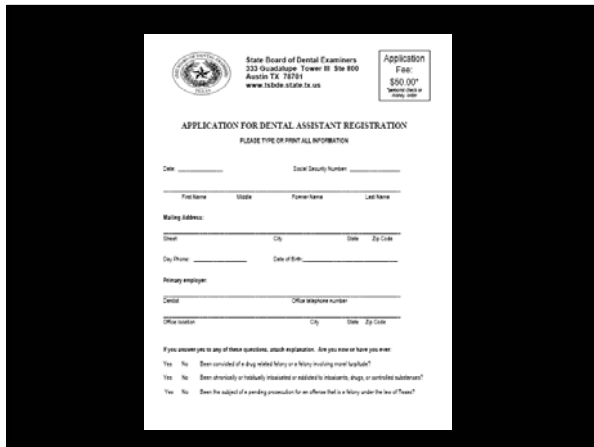 State Board of Dental Examiners
333 Guadalupe Tower III Ste 800
Austin TX 78701
www.tsbde.state.tx.us
Application
Fee:
$50.00*
*personal check or
money order
APPLICATION FOR DENTAL ASSISTANT REGISTRATION
PLEASE TYPE OR PRINT ALL INFORMATION
Date: Social Security Number:
First Name Middle Former Name Last Name
Mailing Address:
Street City State Zip Code
Day Phone: Date of Birth:
Primary employer:
Dentist Office telephone number
Office location City State Zip Code
If you answer yes to any of these questions, attach explanation. Are you now or have you ever:
Yes No Been convicted of a drug related felony or a felony involving moral turpitude?
Yes No Been chronically or habitually intoxicated or addicted to intoxicants, drugs, or controlled substances?
Yes No Been the subject of a pending prosecution for an offense that is a felony under the law of Texas?